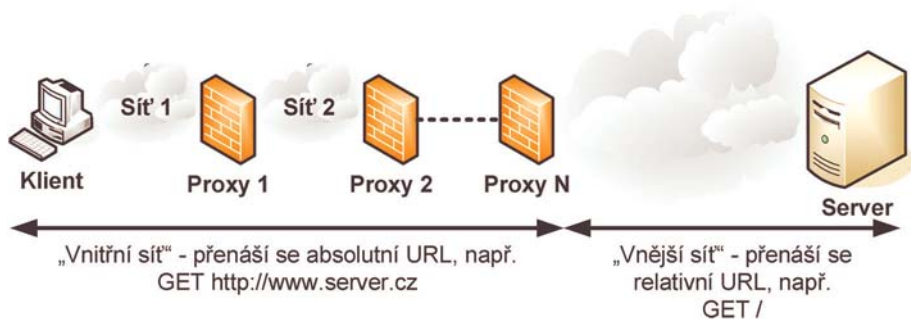 Síť 1
Síť 2
Klient
Proxy 1
Proxy 2
Proxy N
Server
„Vnitřní síť“ - přenáší se absolutní URL, např.
GET http://www.server.cz
„Vnější síť“ - přenáší se
relativní URL, např.
GET /